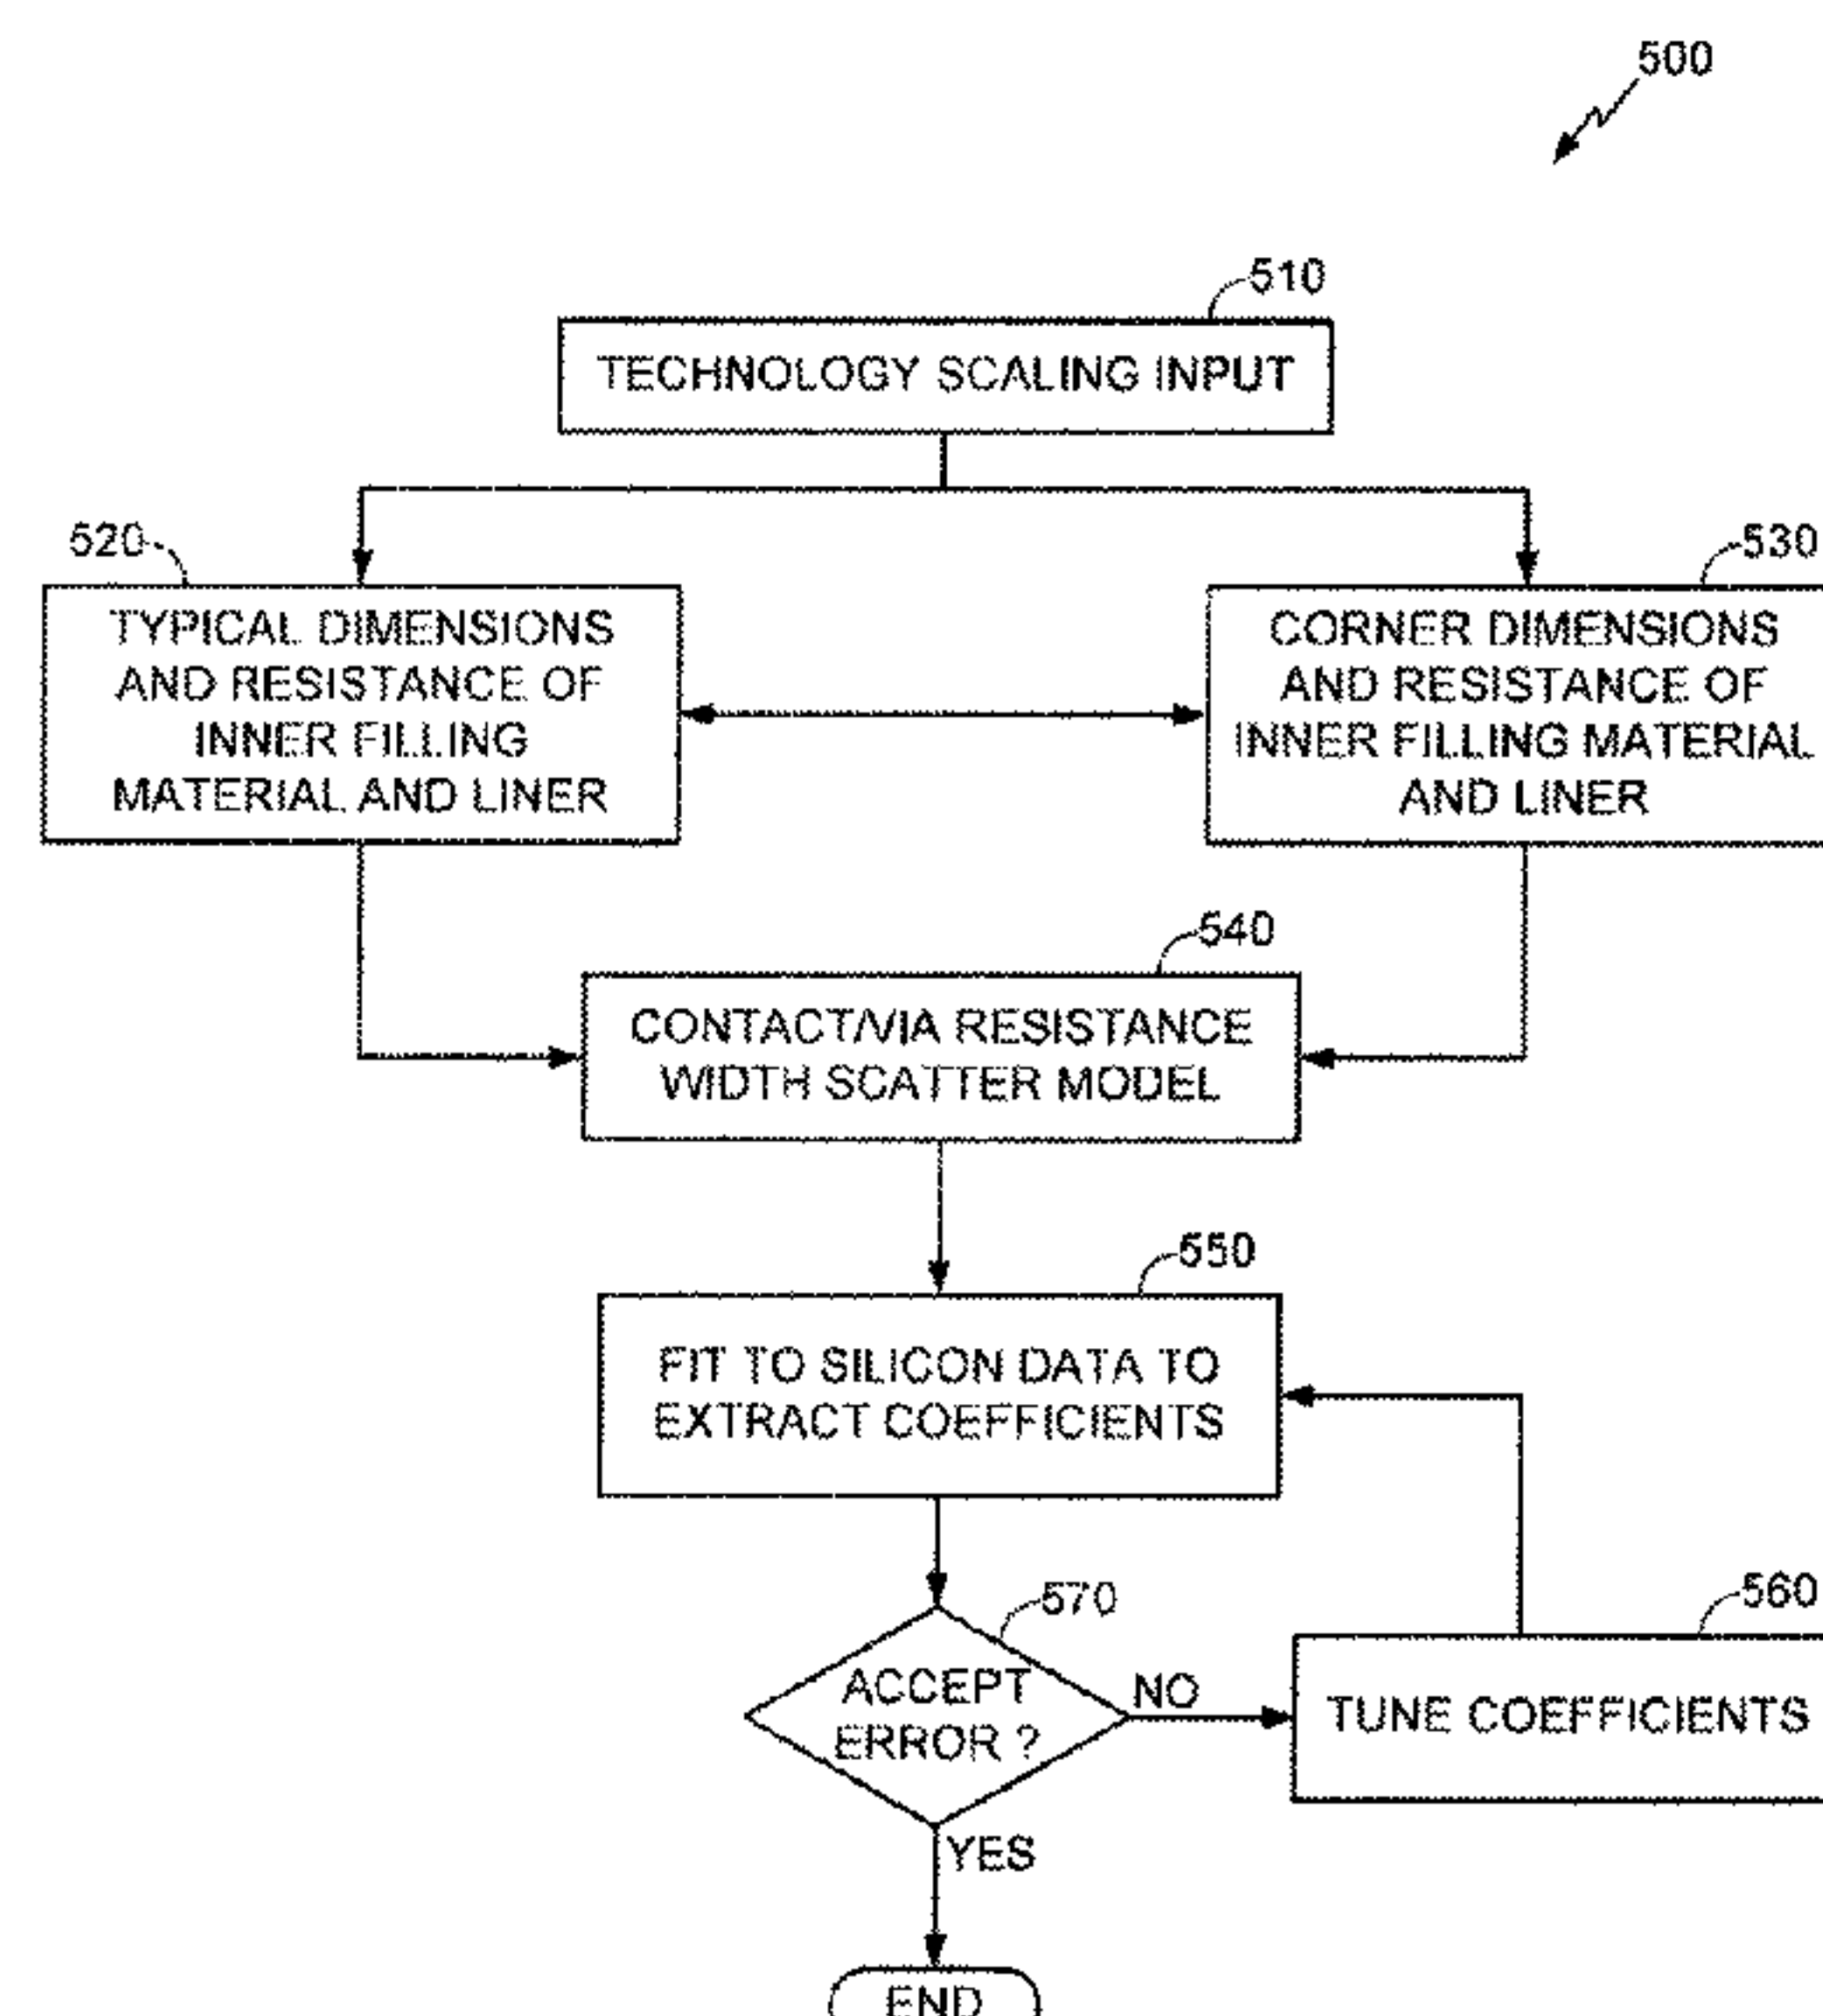 500
510
TECHNOLOGY SCALING INPUT
520
TYPICAL DIMENSIONS
AND RESISTANCE OF
INNER FILLING
MATERIAL AND LINER
530
CORNER DIMENSIONS
AND RESISTANCE OF
INNER FILLING MATERIAL
AND LINER
540
CONTACT/VIA RESISTANCE
WIDTH SCATTER MODEL
550
FIT TO SILICON DATA TO
EXTRACT COEFFICIENTS
570
ACCEPT
ERROR ?
NO
560
TUNE COEFFICIENTS
YES
END